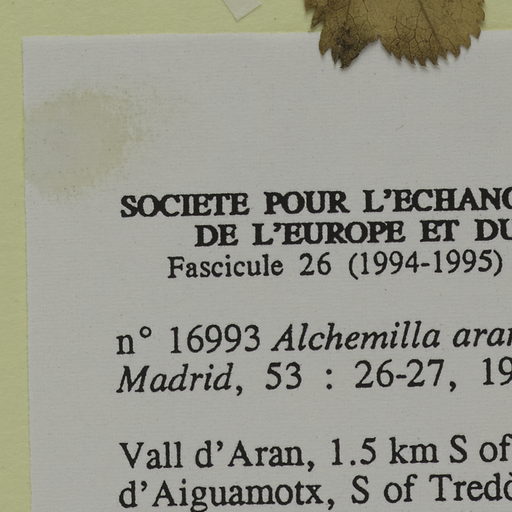 SOCIETE POUR L'ECHANG
DE L'EUROPE ET DU
Fascicule 26 (1994-1995)
n° 16993 Alchemilla aran
Madrid, 53 : 26-27, 19
Vall d'Aran, 1.5 km S of
d'Aiguamotx, S of Tredò